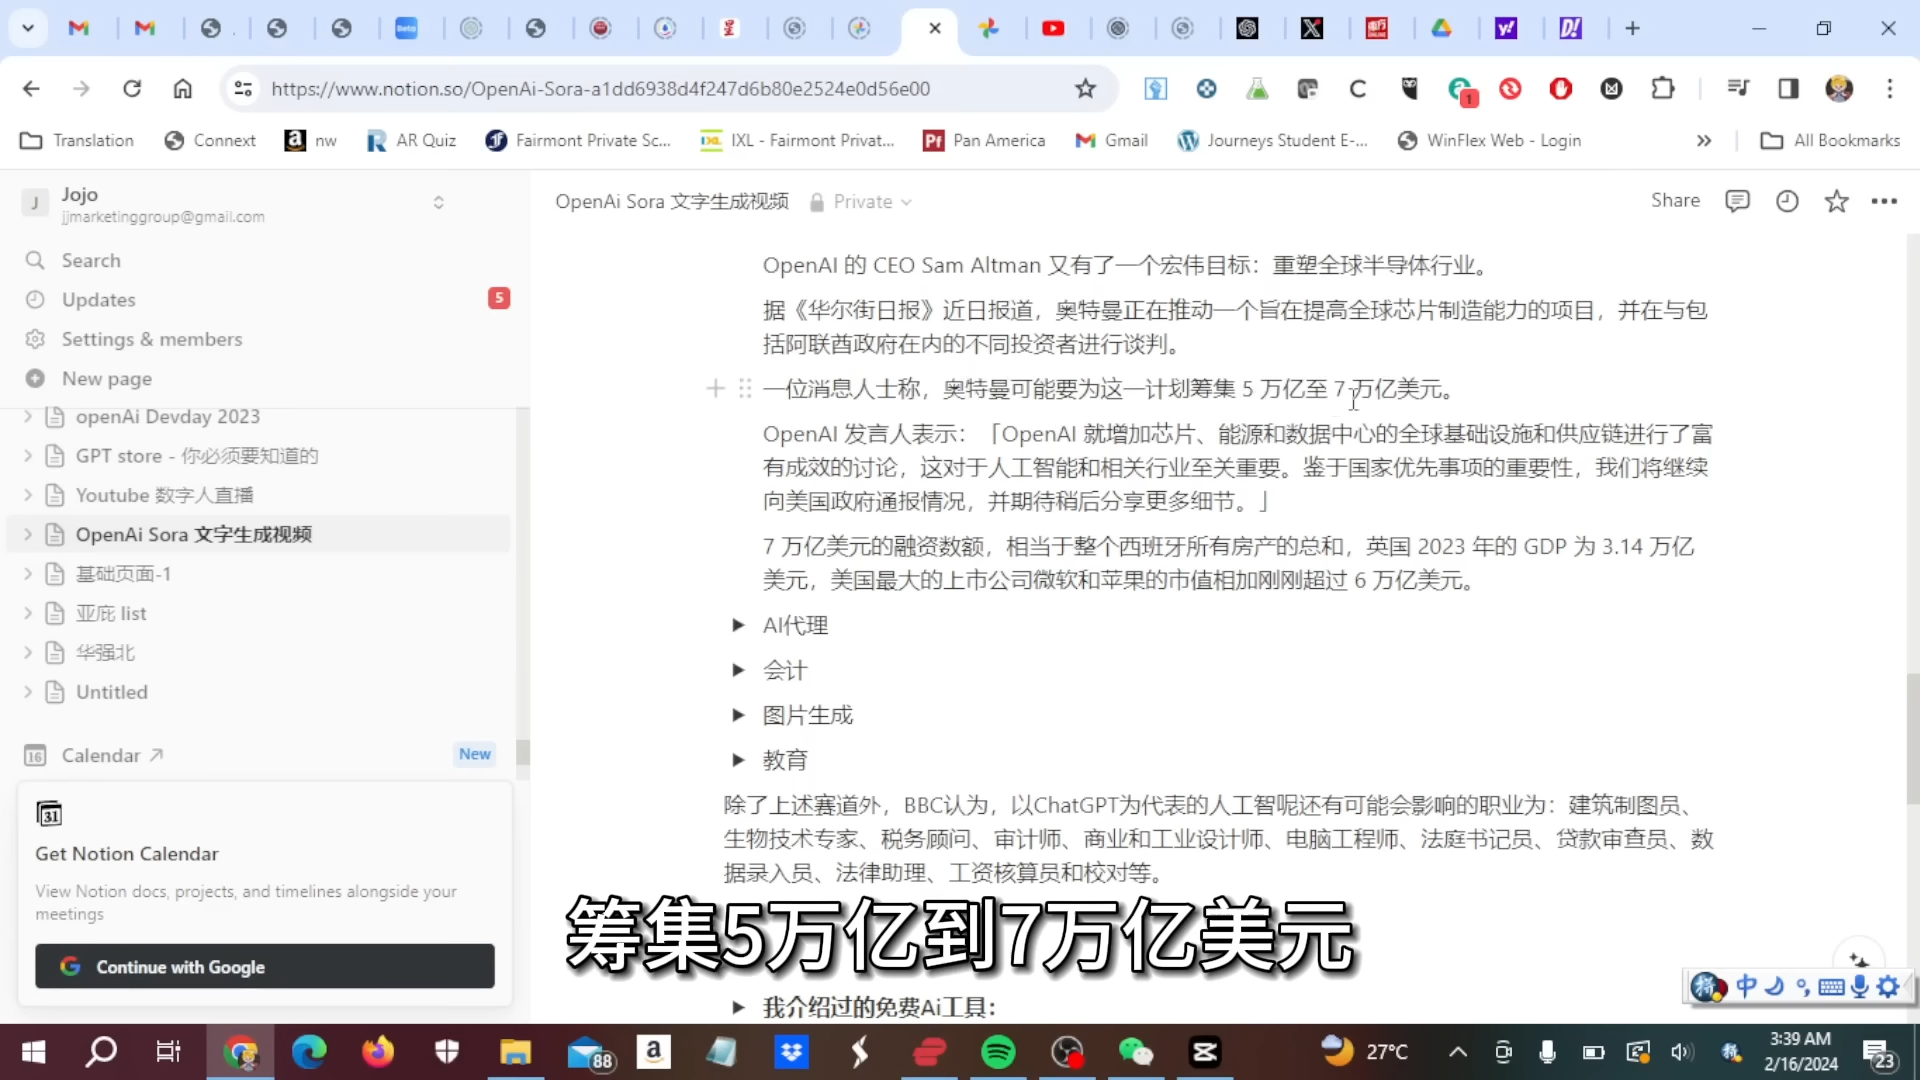 https://www.notion.so/OpenAi-Sora-a1dd6938d4f247d6b80e2524e0d56e00
1
Translation
Connext
nw
AR Quiz
Fairmont Private Sc...
IXL - Fairmont Privat...
Pan America
Gmail
Journeys Student E-...
WinFlex Web - Login
All Bookmarks
J
Jojo
jjmarketinggroup@gmail.com
Search
Updates
5
Settings & members
New page
openAi Devday 2023
GPT store - 你必须要知道的
Youtube 数字人直播
OpenAi Sora 文字生成视频
基础页面-1
亚庇 list
华强北
Untitled
16
Calendar
New
31
Get Notion Calendar
View Notion docs, projects, and timelines alongside your
meetings
Continue with Google
OpenAi Sora 文字生成视频
Private
Share
OpenAI 的 CEO Sam Altman 又有了一个宏伟目标：重塑全球半导体行业。
据《华尔街日报》近日报道，奥特曼正在推动一个旨在提高全球芯片制造能力的项目，并在与包
括阿联酋政府在内的不同投资者进行谈判。
一位消息人士称，奥特曼可能要为这一计划筹集 5 万亿至 7 万亿美元。
OpenAI 发言人表示：「OpenAI 就增加芯片、能源和数据中心的全球基础设施和供应链进行了富
有成效的讨论，这对于人工智能和相关行业至关重要。鉴于国家优先事项的重要性，我们将继续
向美国政府通报情况，并期待稍后分享更多细节。」
7 万亿美元的融资数额，相当于整个西班牙所有房产的总和，英国 2023 年的 GDP 为 3.14 万亿
美元，美国最大的上市公司微软和苹果的市值相加刚刚超过 6 万亿美元。
AI代理
会计
图片生成
教育
除了上述赛道外，BBC认为，以ChatGPT为代表的人工智呢还有可能会影响的职业为：建筑制图员、
生物技术专家、税务顾问、审计师、商业和工业设计师、电脑工程师、法庭书记员、贷款审查员、数
据录入员、法律助理、工资核算员和校对等。
筹集5万亿到7万亿美元
我介绍过的免费Ai工具：
中
88
27°C
3:39 AM
2/16/2024
23